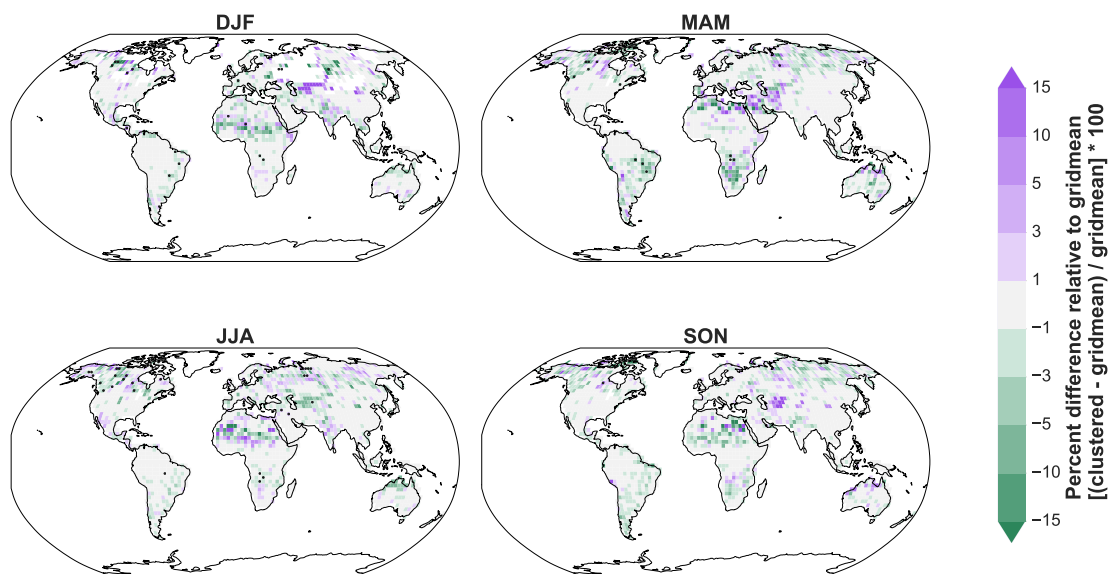 DJF
MAM
JJA
SON
15
10
5
3
1
−1
−3
−5
−10
−15
Percent difference relative to gridmean
[(clustered - gridmean) / gridmean] * 100